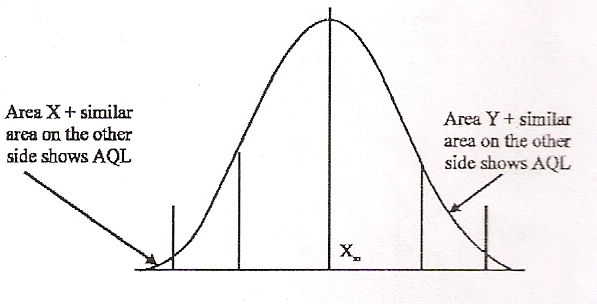 Area X + similar
area on the other
side shows AQL
Area Y + similar
area on the other
side shows AQL
X